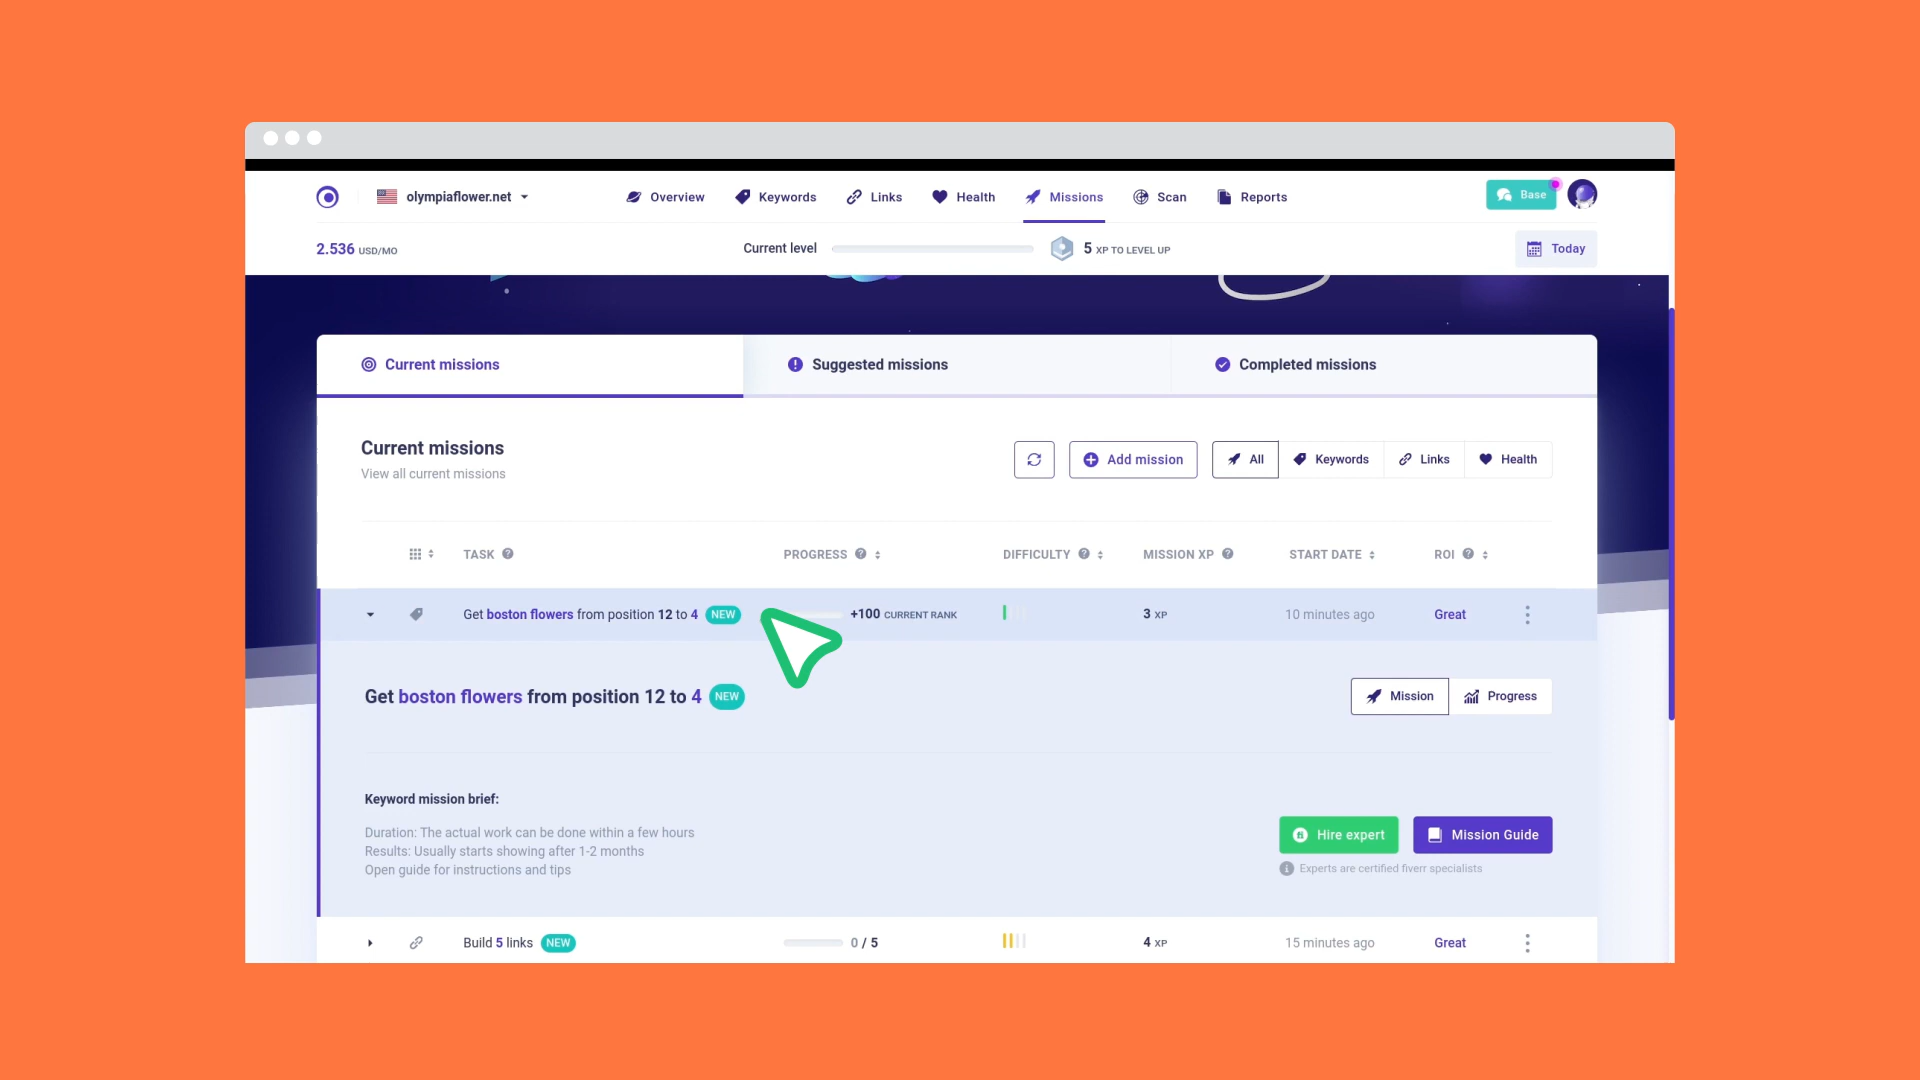 olympiaflower.net
Overview
Keywords
Links
Health
Missions
Scan
Reports
Base
2.536 USD/MO
Current level
5 XP TO LEVEL UP
Today
Current missions
Suggested missions
Completed missions
Current missions
View all current missions
Add mission
All
Keywords
Links
Health
TASK
PROGRESS
DIFFICULTY
MISSION XP
START DATE
ROI
Get boston flowers from position 12 to 4 NEW
+100 CURRENT RANK
3 XP
10 minutes ago
Great
Get boston flowers from position 12 to 4 NEW
Mission
Progress
Keyword mission brief:
Duration: The actual work can be done within a few hours
Results: Usually starts showing after 1-2 months
Open guide for instructions and tips
Hire expert
Mission Guide
Experts are certified fiverr specialists
Build 5 links NEW
0 / 5
4 XP
15 minutes ago
Great